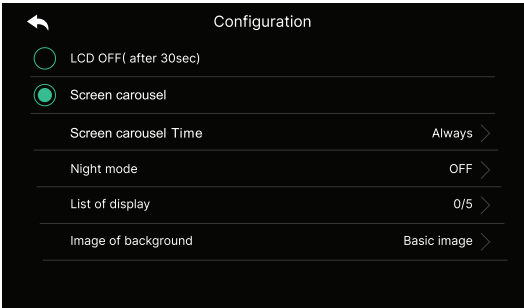 Configuration
LCD OFF( after 30sec)
Screen carousel
Screen carousel Time Always
Night mode OFF
List of display 0/5
Image of background Basic image